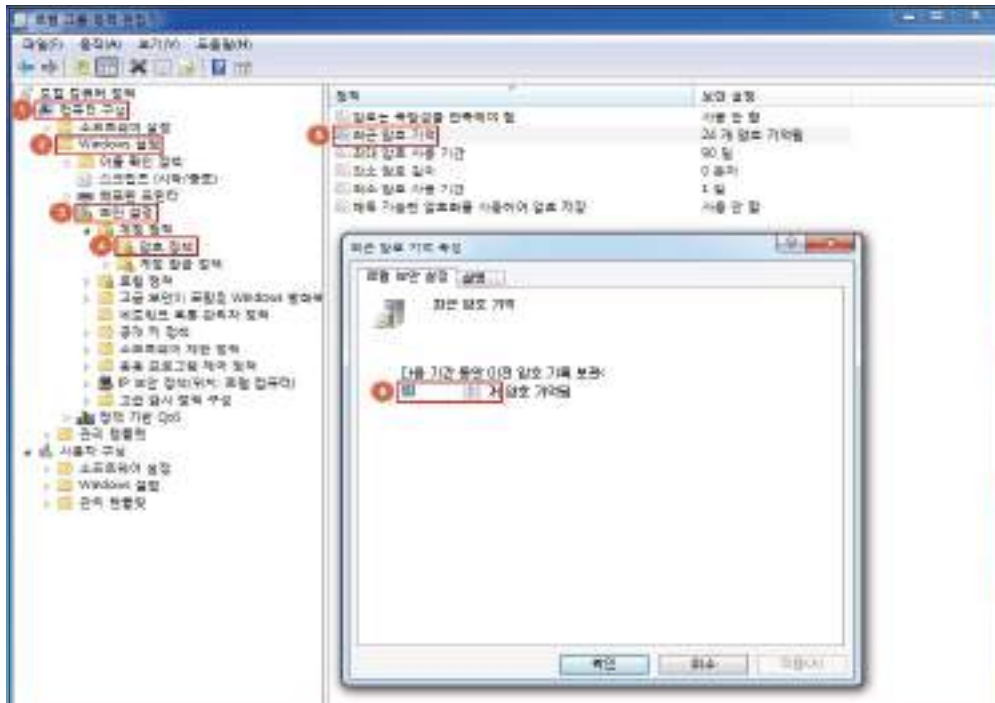 로컬 그룹 정책 편집기
파일(F) 동작(A) 보기(V) 도움말(H)
로컬 컴퓨터 정책
1 컴퓨터 구성
소프트웨어 설정
2 Windows 설정
이름 확인 정책
스크립트 (시작/종료)
배포된 프린터
3 보안 설정
계정 정책
4 암호 정책
계정 잠금 정책
로컬 정책
고급 보안이 포함된 Windows 방화벽
네트워크 목록 관리자 정책
공개 키 정책
소프트웨어 제한 정책
응용 프로그램 제어 정책
IP 보안 정책(위치: 로컬 컴퓨터)
고급 감사 정책 구성
정책 기반 QoS
관리 템플릿
사용자 구성
소프트웨어 설정
Windows 설정
관리 템플릿
정책 보안 설정
암호는 복잡성을 만족해야 함 사용 안 함
5 최근 암호 기억 24 개 암호 기억됨
최대 암호 사용 기간 90 일
최소 암호 길이 0 문자
최소 암호 사용 기간 1 일
해독 가능한 암호화를 사용하여 암호 저장 사용 안 함
최근 암호 기억 속성
로컬 보안 설정 설명
최근 암호 기억
다음 기간 동안 이전 암호 기록 보관:
개 암호 기억됨
확인 취소 적용(A)